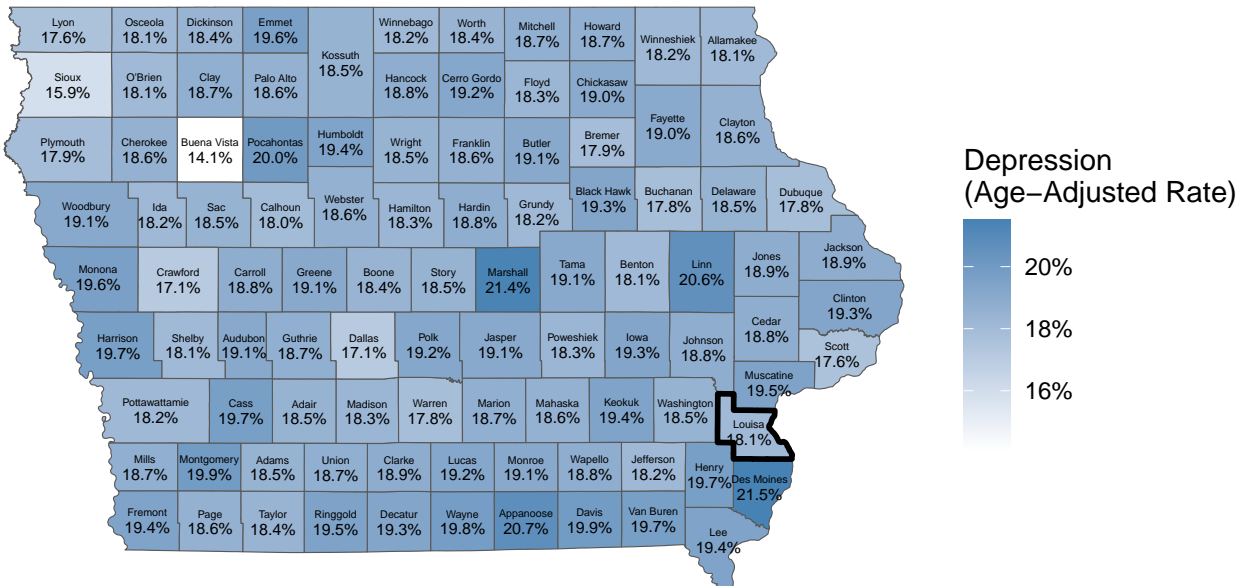 Lyon
17.6%
Osceola
18.1%
Dickinson
18.4%
Emmet
19.6%
Kossuth
18.5%
Winnebago
18.2%
Worth
18.4%
Mitchell
18.7%
Howard
18.7%
Winneshiek
18.2%
Allamakee
18.1%
Sioux
15.9%
O'Brien
18.1%
Clay
18.7%
Palo Alto
18.6%
Hancock
18.8%
Cerro Gordo
19.2%
Floyd
18.3%
Chickasaw
19.0%
Fayette
19.0%
Clayton
18.6%
Plymouth
17.9%
Cherokee
18.6%
Buena Vista
14.1%
Pocahontas
20.0%
Humboldt
19.4%
Wright
18.5%
Franklin
18.6%
Butler
19.1%
Bremer
17.9%
Woodbury
19.1%
Ida
18.2%
Sac
18.5%
Calhoun
18.0%
Webster
18.6%
Hamilton
18.3%
Hardin
18.8%
Grundy
18.2%
Black Hawk
19.3%
Buchanan
17.8%
Delaware
18.5%
Dubuque
17.8%
Monona
19.6%
Crawford
17.1%
Carroll
18.8%
Greene
19.1%
Boone
18.4%
Story
18.5%
Marshall
21.4%
Tama
19.1%
Benton
18.1%
Linn
20.6%
Jones
18.9%
Jackson
18.9%
Clinton
19.3%
Harrison
19.7%
Shelby
18.1%
Audubon
19.1%
Guthrie
18.7%
Dallas
17.1%
Polk
19.2%
Jasper
19.1%
Poweshiek
18.3%
Iowa
19.3%
Johnson
18.8%
Cedar
18.8%
Scott
17.6%
Muscatine
19.5%
Pottawattamie
18.2%
Cass
19.7%
Adair
18.5%
Madison
18.3%
Warren
17.8%
Marion
18.7%
Mahaska
18.6%
Keokuk
19.4%
Washington
18.5%
Louisa
18.1%
Mills
18.7%
Montgomery
19.9%
Adams
18.5%
Union
18.7%
Clarke
18.9%
Lucas
19.2%
Monroe
19.1%
Wapello
18.8%
Jefferson
18.2%
Henry
19.7%
Des Moines
21.5%
Fremont
19.4%
Page
18.6%
Taylor
18.4%
Ringgold
19.5%
Decatur
19.3%
Wayne
19.8%
Appanoose
20.7%
Davis
19.9%
Van Buren
19.7%
Lee
19.4%
Depression
(Age−Adjusted Rate)
20%
18%
16%